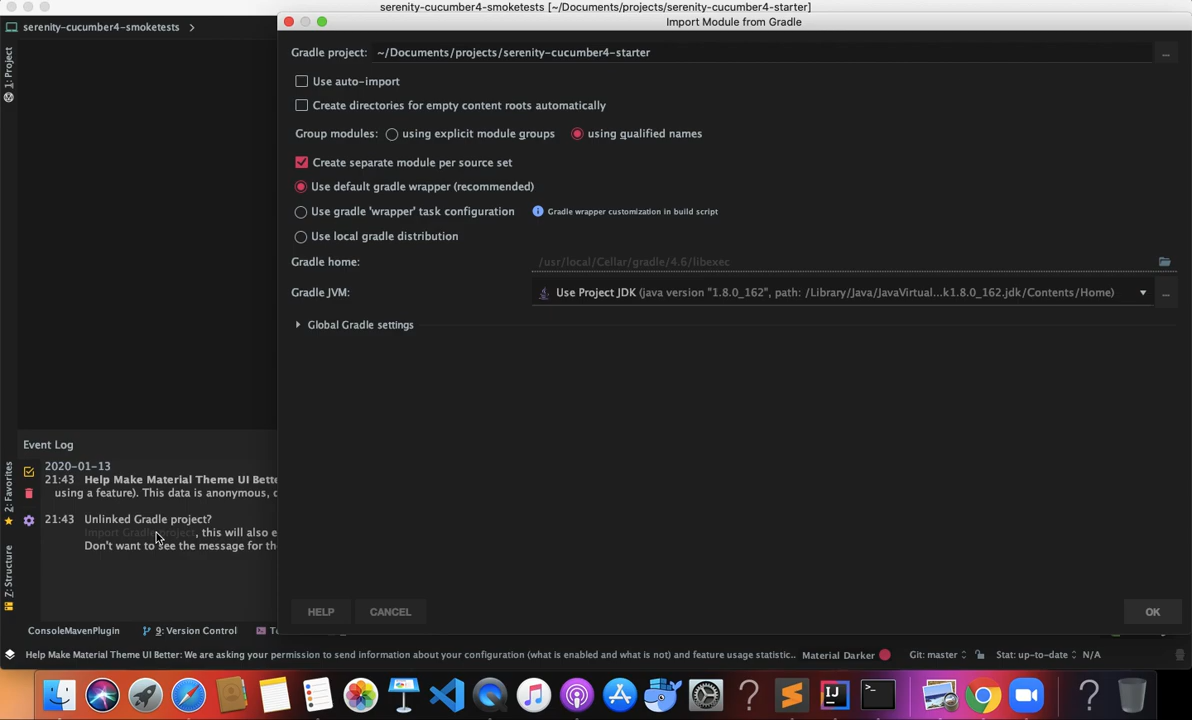 serenity-cucumber4-smoketests [~/Documents/projects/serenity-cucumber4-starter]
serenity-cucumber4-smoketests
Import Module from Gradle
1: Project
Gradle project: ~/Documents/projects/serenity-cucumber4-starter ...
Use auto-import
Create directories for empty content roots automatically
Group modules: using explicit module groups using qualified names
Create separate module per source set
Use default gradle wrapper (recommended)
Use gradle 'wrapper' task configuration Gradle wrapper customization in build script
Use local gradle distribution
Gradle home: /usr/local/Cellar/gradle/4.6/libexec
Gradle JVM: Use Project JDK (java version "1.8.0_162", path: /Library/Java/JavaVirtual...k1.8.0_162.jdk/Contents/Home) ...
Global Gradle settings
Event Log
2020-01-13
21:43 Help Make Material Theme UI Bette
using a feature). This data is anonymous,
21:43 Unlinked Gradle project?
Import Gradle project, this will also e
Don't want to see the message for th
2: Favorites
Z: Structure
HELP CANCEL OK
ConsoleMavenPlugin 9: Version Control
Help Make Material Theme UI Better: We are asking your permission to send information about your configuration (what is enabled and what is not) and feature usage statistic.. Material Darker Git: master Stat: up-to-date N/A
IJ